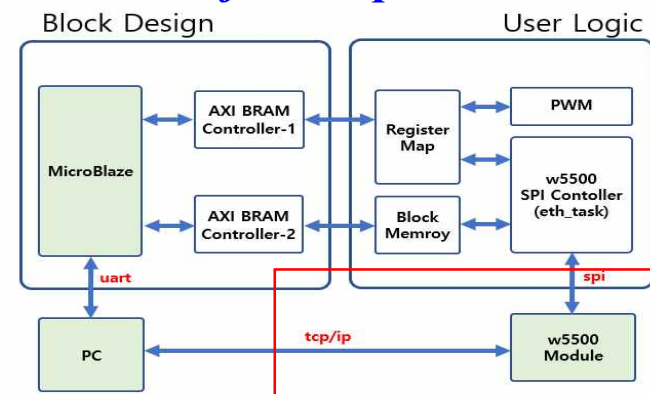 Block Design
User Logic
AXI BRAM
Controller-1
Register
Map
PWM
MicroBlaze
w5500
SPI Contoller
(eth_task)
AXI BRAM
Controller-2
Block
Memroy
uart
spi
PC
tcp/ip
w5500
Module